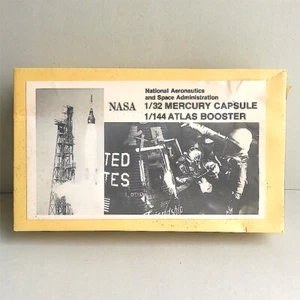 National Aeronautics
and Space Administration
NASA
1/32 MERCURY CAPSULE
1/144 ATLAS BOOSTER
TED
TES